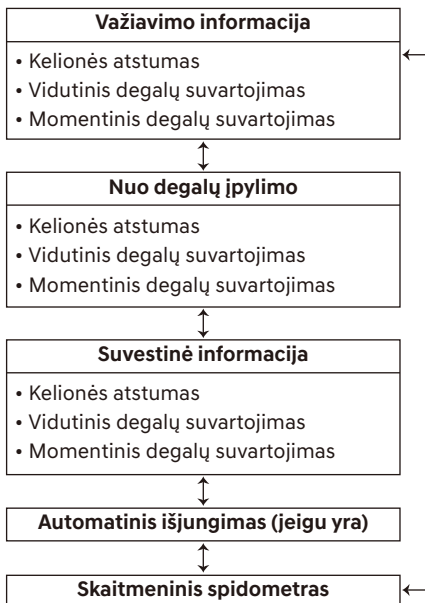 Važiavimo informacija
• Kelionės atstumas
• Vidutinis degalų suvartojimas
• Momentinis degalų suvartojimas
Nuo degalų įpylimo
• Kelionės atstumas
• Vidutinis degalų suvartojimas
• Momentinis degalų suvartojimas
Suvestinė informacija
• Kelionės atstumas
• Vidutinis degalų suvartojimas
• Momentinis degalų suvartojimas
Automatinis išjungimas (jeigu yra)
Skaitmeninis spidometras